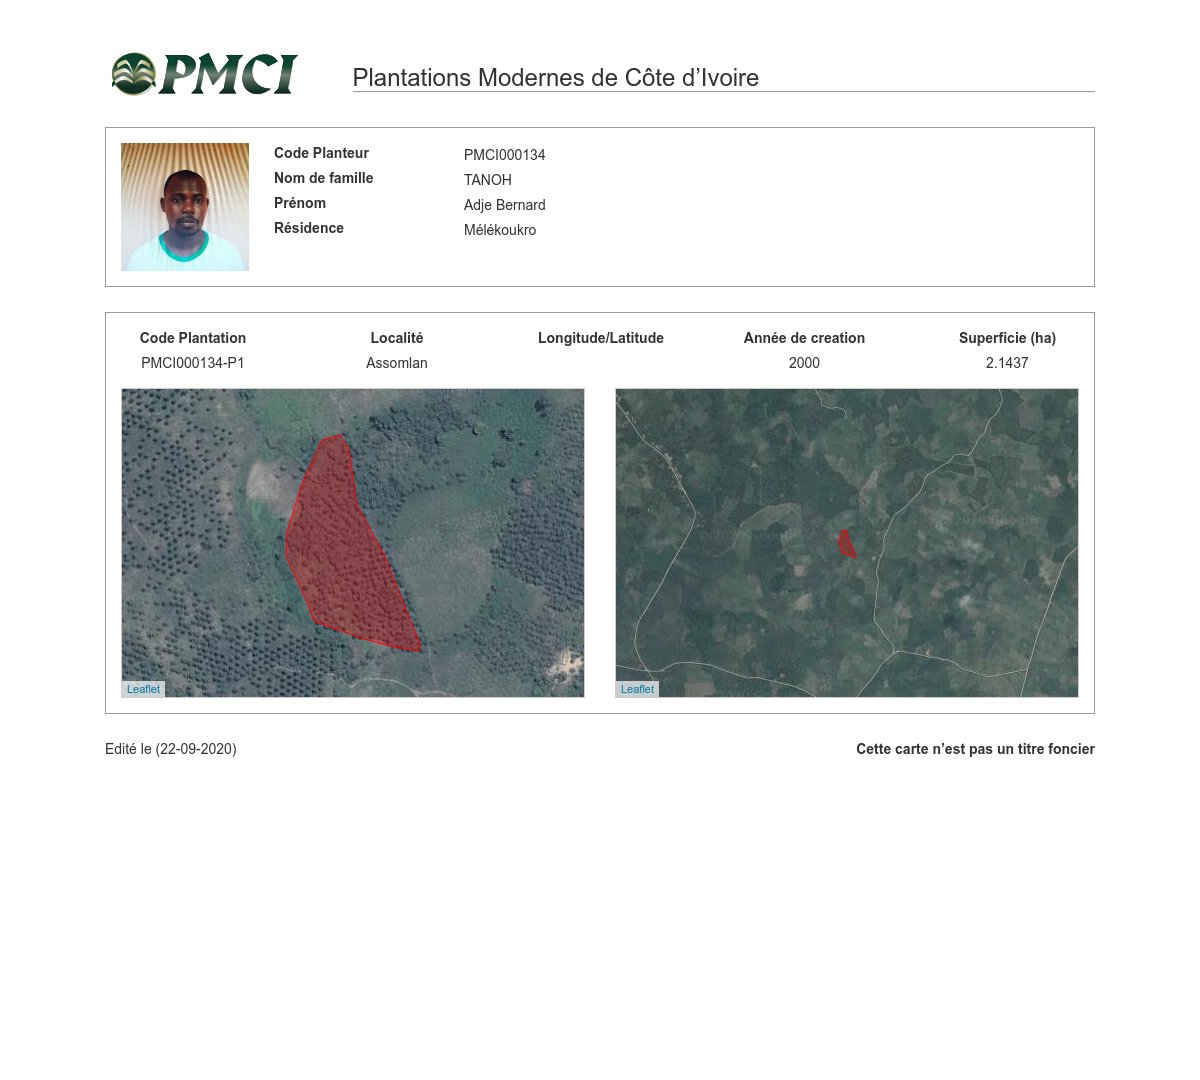 PMCI
Plantations Modernes de Côte d’Ivoire
Code Planteur PMCI000134
Nom de famille TANOH
Prénom Adje Bernard
Résidence Mélékoukro
Code Plantation Localité Longitude/Latitude Année de creation Superficie (ha)
PMCI000134-P1 Assomlan 2000 2.1437
Leaflet Leaflet
Edité le (22-09-2020) Cette carte n’est pas un titre foncier